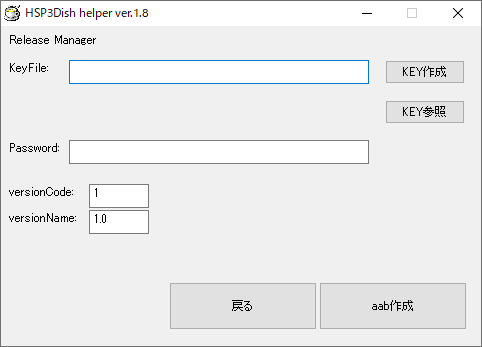 HSP3Dish helper ver.1.8
Release Manager
KeyFile:
KEY作成
KEY参照
Password:
versionCode: 1
versionName: 1.0
戻る
aab作成